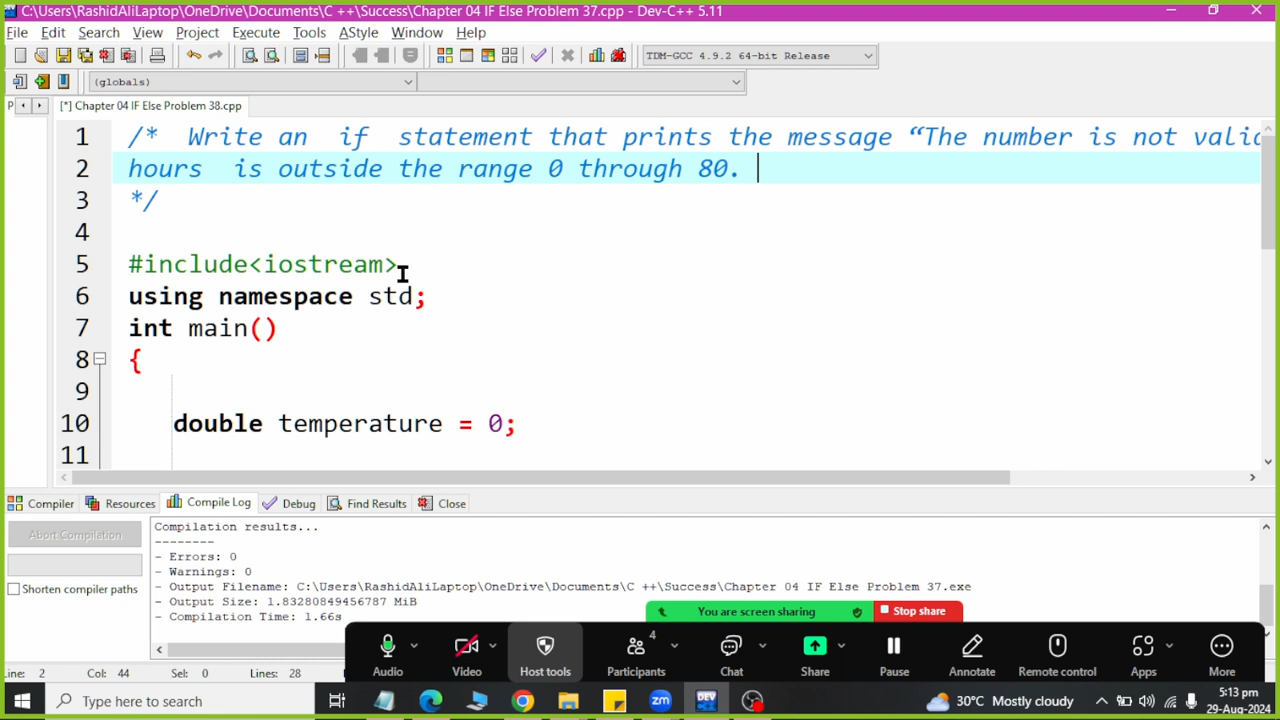 C:\Users\RashidAliLaptop\OneDrive\Documents\C ++\Success\Chapter 04 IF Else Problem 37.cpp - Dev-C++ 5.11
File Edit Search View Project Execute Tools AStyle Window Help
TDM-GCC 4.9.2 64-bit Release
(globals)
P [*] Chapter 04 IF Else Problem 38.cpp
1 /* Write an if statement that prints the message “The number is not valid
2 hours is outside the range 0 through 80.
3 */
4
5 #include<iostream>
6 using namespace std;
7 int main()
8 {
9
10 double temperature = 0;
11
Compiler Resources Compile Log Debug Find Results Close
Abort Compilation
Shorten compiler paths
Compilation results...
--------
- Errors: 0
- Warnings: 0
- Output Filename: C:\Users\RashidAliLaptop\OneDrive\Documents\C ++\Success\Chapter 04 IF Else Problem 37.exe
- Output Size: 1.83280849456787 MiB
- Compilation Time: 1.66s
You are screen sharing Stop share
Audio Video Host tools Participants 4 Chat Share Pause Annotate Remote control Apps More
Line: 2 Col: 44 Sel: 0 Lines: 28
Type here to search
zm DEV
30°C Mostly cloudy
5:13 pm
29-Aug-2024